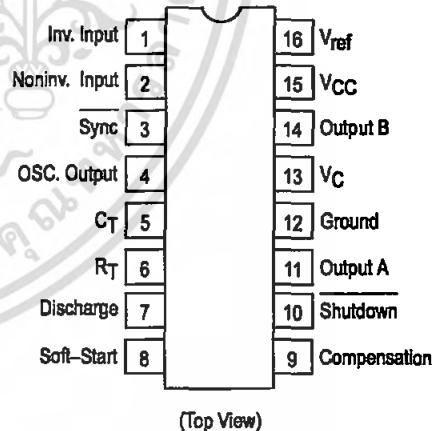 Inv. Input 1 16 Vref
Noninv. Input 2 15 VCC
Sync 3 14 Output B
OSC. Output 4 13 VC
CT 5 12 Ground
RT 6 11 Output A
Discharge 7 10 Shutdown
Soft–Start 8 9 Compensation
(Top View)